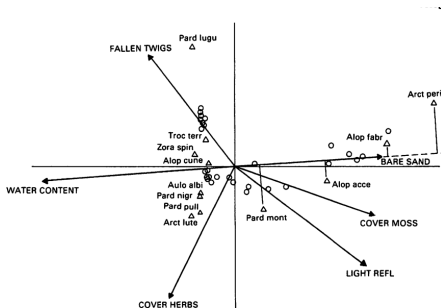 Pard lugu
FALLEN TWIGS
Arct peri
Troc terr
Alop fabr
Zora spin
BARE SAND
Alop cune
WATER CONTENT
Alop acce
Aulo albi
Pard nigr
Pard mont
Pard pull
COVER MOSS
Arct lute
LIGHT REFL
COVER HERBS